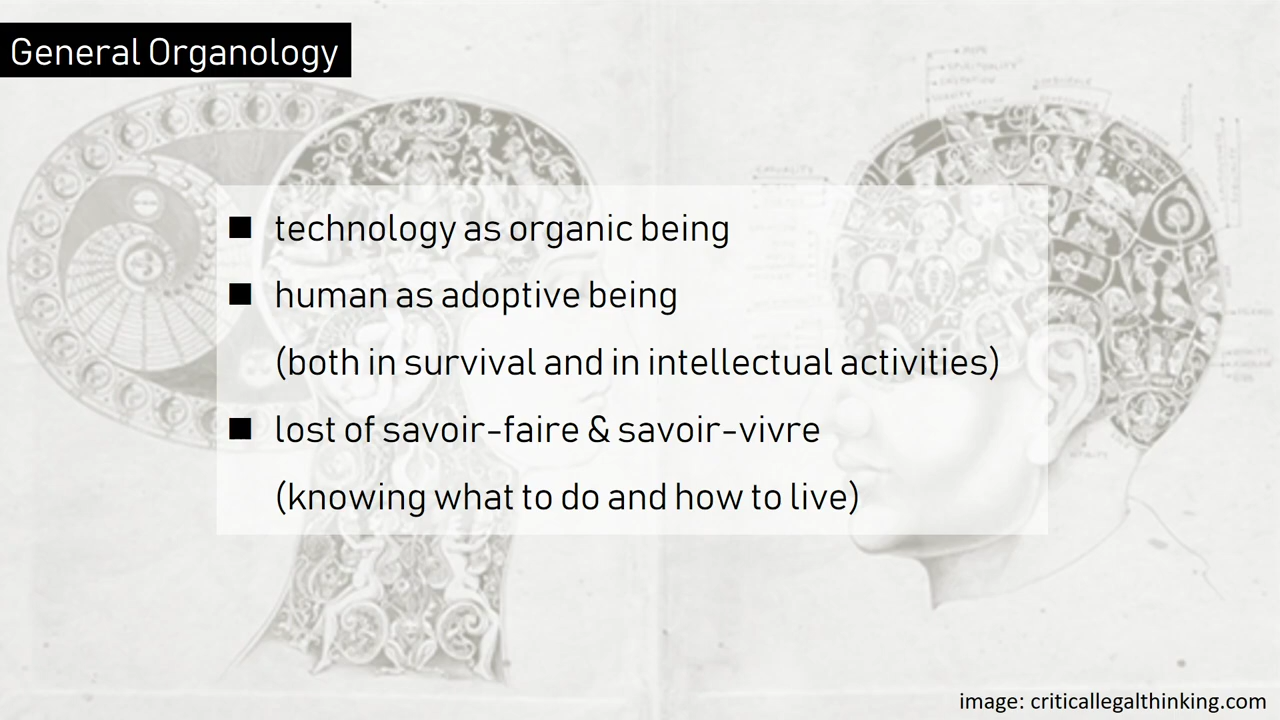 General Organology
■ technology as organic being
■ human as adoptive being
(both in survival and in intellectual activities)
■ lost of savoir-faire & savoir-vivre
(knowing what to do and how to live)
image: criticallegalthinking.com